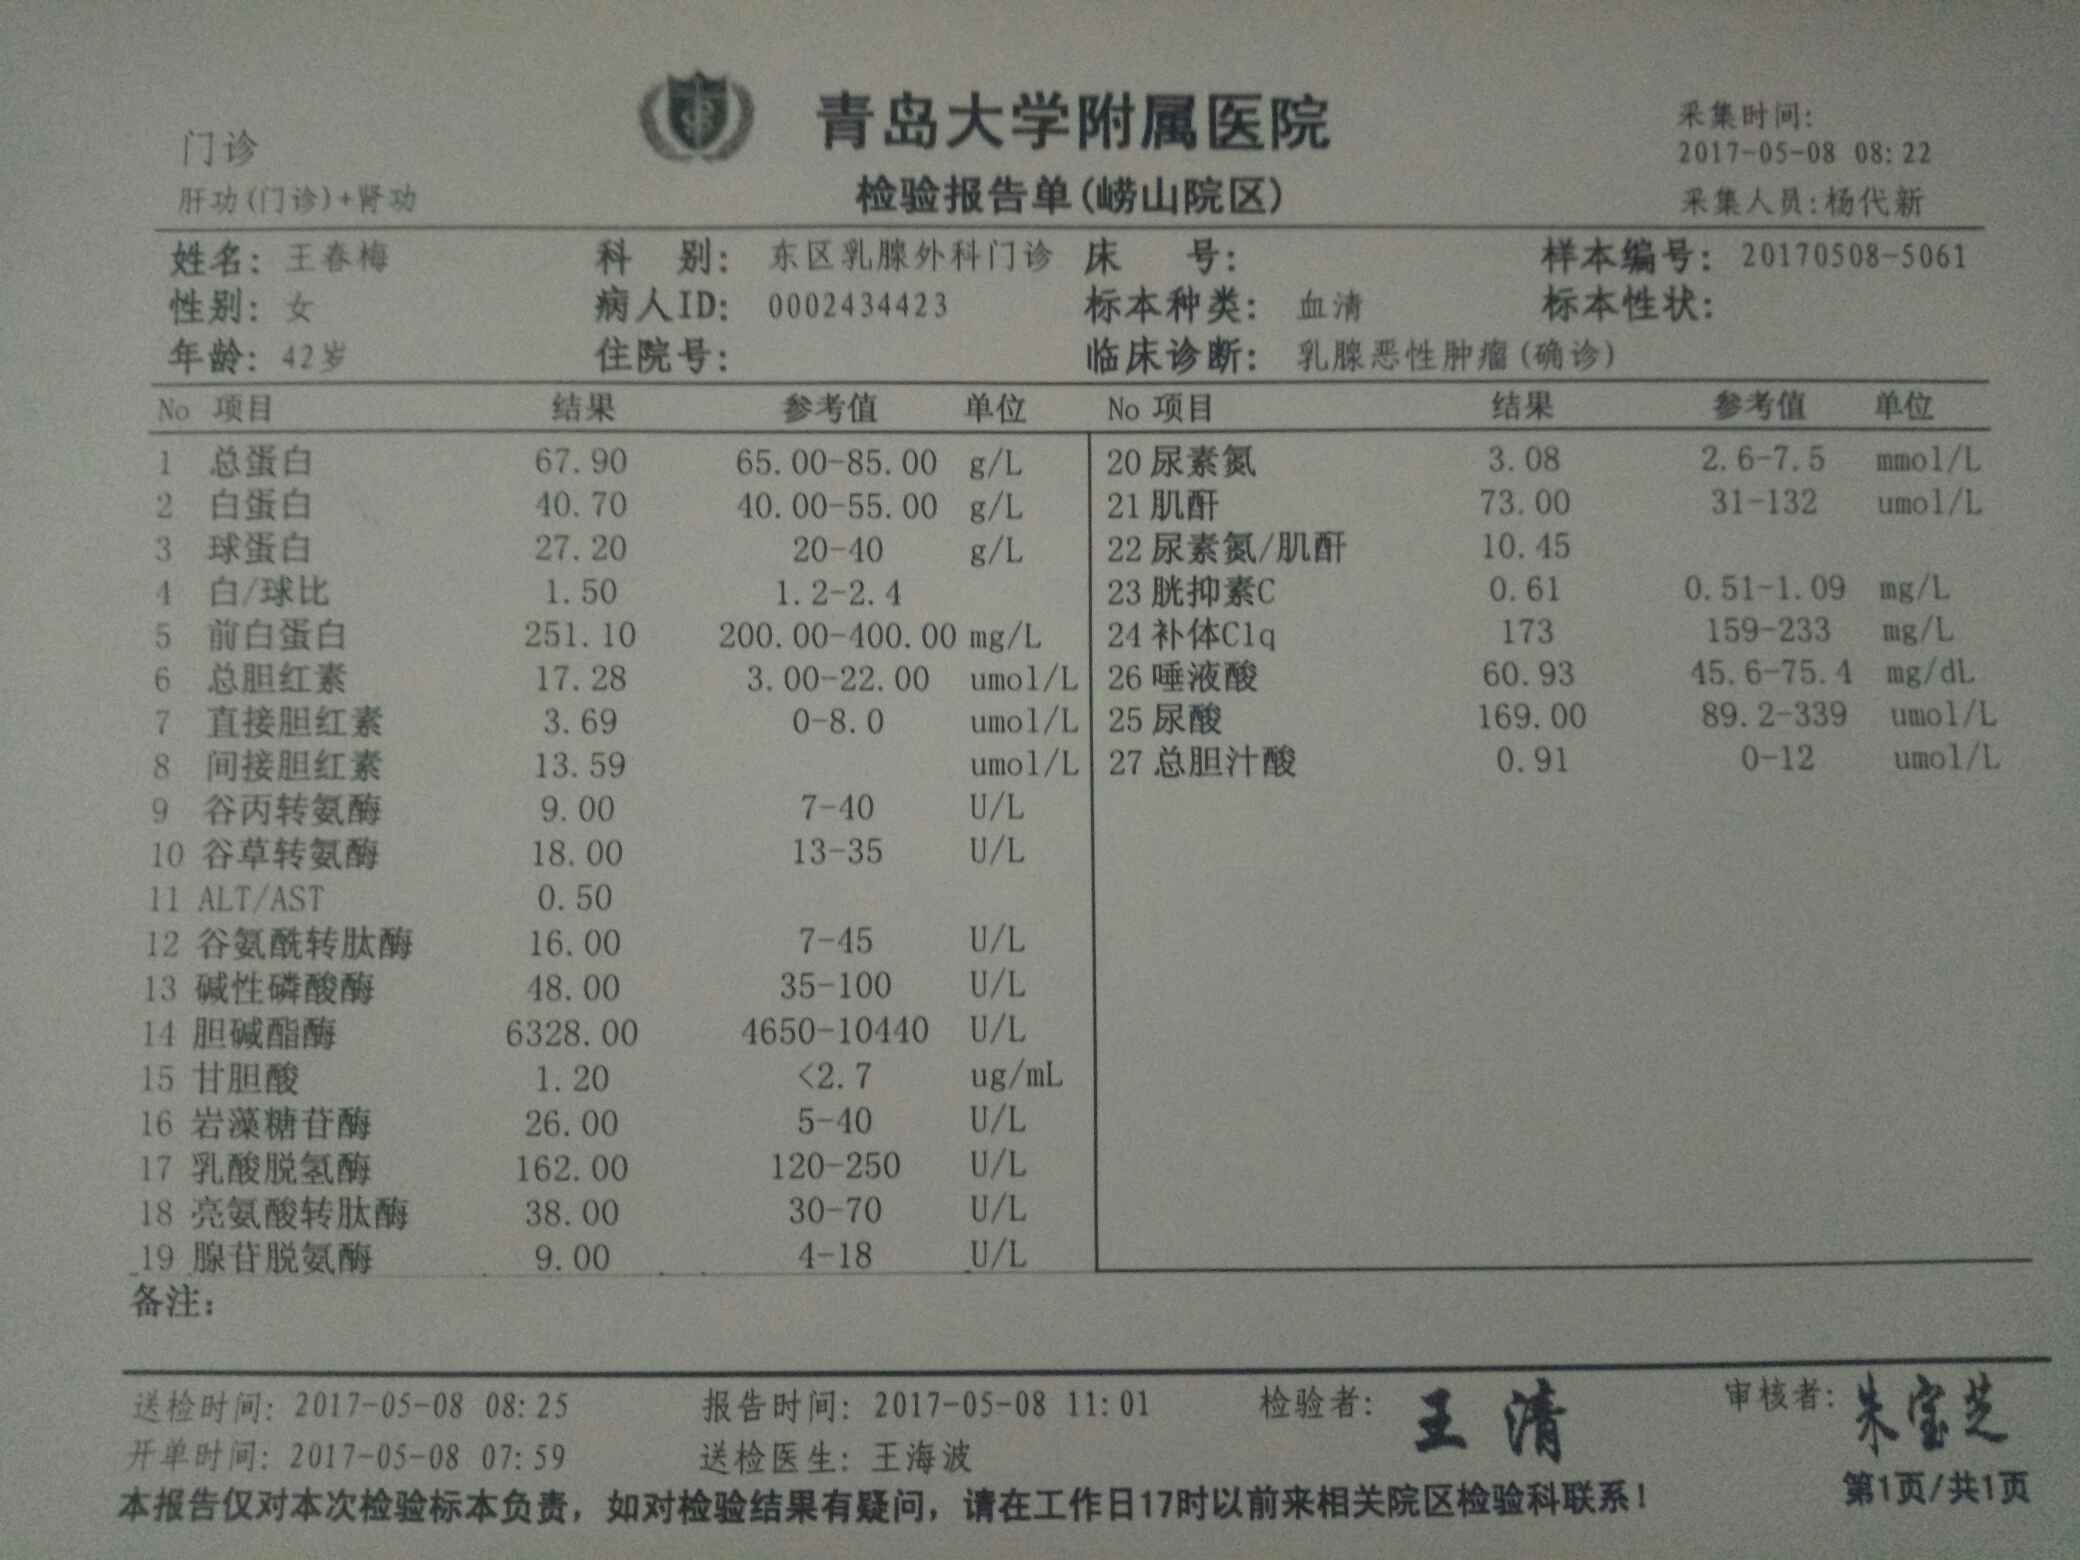 门诊
肝功(门诊)+肾功
青岛大学附属医院
检验报告单(崂山院区)
采集时间:
2017-05-08 08:22
采集人员:杨代新
姓名: 王春梅 科 别: 东区乳腺外科门诊 床 号: 样本编号: 20170508-5061
性别: 女 病人ID: 0002434423 标本种类: 血清 标本性状:
年龄: 42岁 住院号: 临床诊断: 乳腺恶性肿瘤(确诊)
No 项目 结果 参考值 单位 No 项目 结果 参考值 单位
1 总蛋白 67.90 65.00-85.00 g/L 20 尿素氮 3.08 2.6-7.5 mmol/L
2 白蛋白 40.70 40.00-55.00 g/L 21 肌酐 73.00 31-132 umol/L
3 球蛋白 27.20 20-40 g/L 22 尿素氮/肌酐 10.45
4 白/球比 1.50 1.2-2.4 23 胱抑素C 0.61 0.51-1.09 mg/L
5 前白蛋白 251.10 200.00-400.00 mg/L 24 补体C1q 173 159-233 mg/L
6 总胆红素 17.28 3.00-22.00 umol/L 26 唾液酸 60.93 45.6-75.4 mg/dL
7 直接胆红素 3.69 0-8.0 umol/L 25 尿酸 169.00 89.2-339 umol/L
8 间接胆红素 13.59 umol/L 27 总胆汁酸 0.91 0-12 umol/L
9 谷丙转氨酶 9.00 7-40 U/L
10 谷草转氨酶 18.00 13-35 U/L
11 ALT/AST 0.50
12 谷氨酰转肽酶 16.00 7-45 U/L
13 碱性磷酸酶 48.00 35-100 U/L
14 胆碱酯酶 6328.00 4650-10440 U/L
15 甘胆酸 1.20 <2.7 ug/mL
16 岩藻糖苷酶 26.00 5-40 U/L
17 乳酸脱氢酶 162.00 120-250 U/L
18 亮氨酸转肽酶 38.00 30-70 U/L
19 腺苷脱氨酶 9.00 4-18 U/L
备注:
送检时间: 2017-05-08 08:25 报告时间: 2017-05-08 11:01 检验者: 王清 审核者: 朱宝芝
开单时间: 2017-05-08 07:59 送检医生: 王海波
本报告仅对本次检验标本负责，如对检验结果有疑问，请在工作日17时以前来相关院区检验科联系! 第1页/共1页